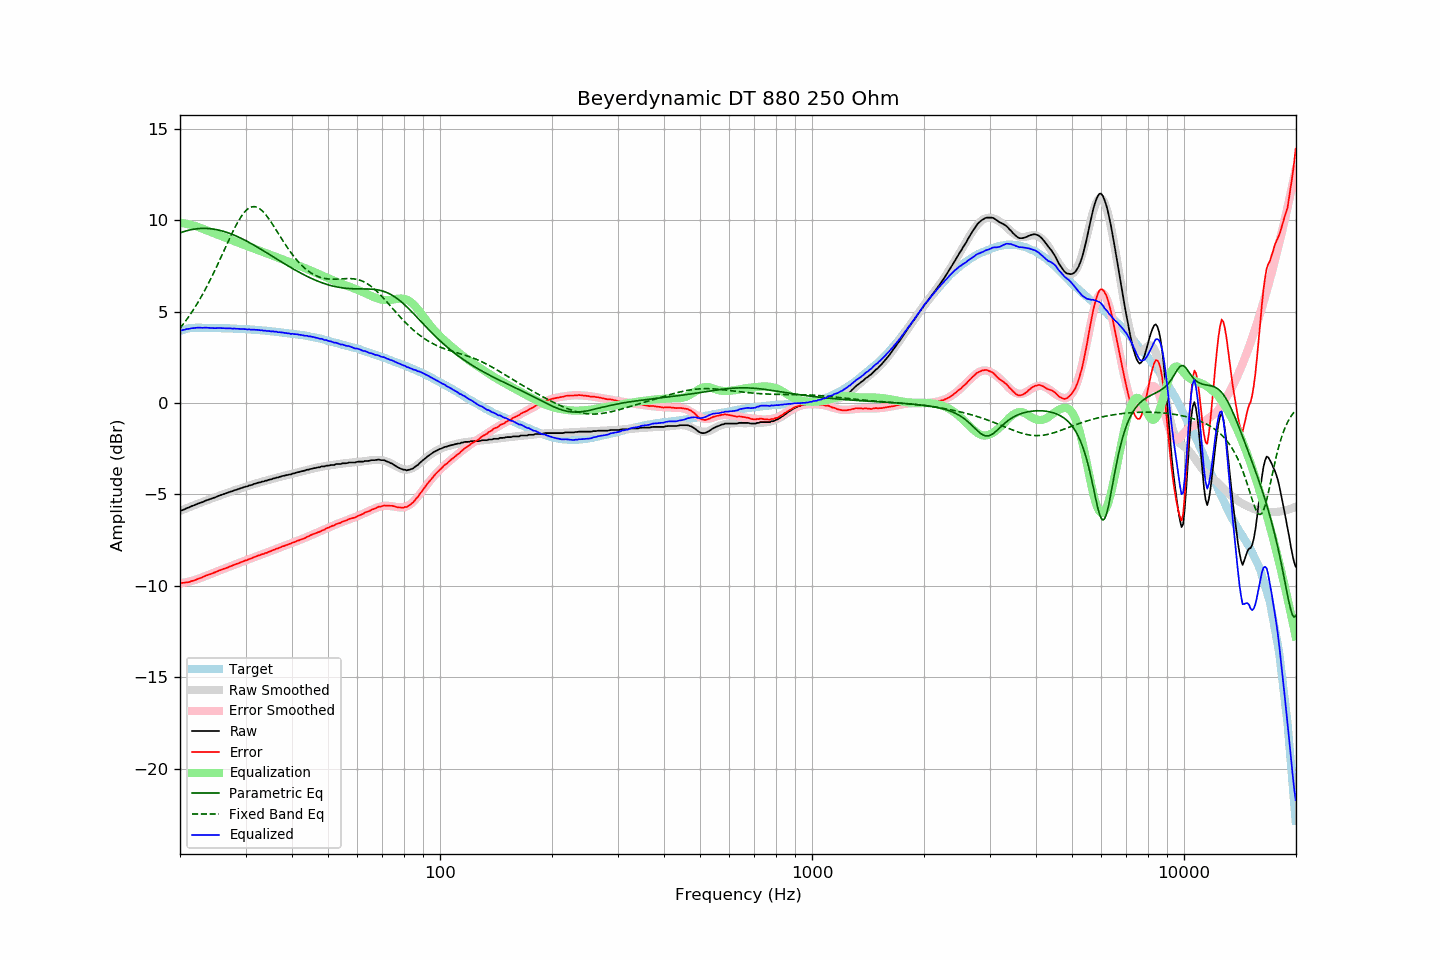 Beyerdynamic DT 880 250 Ohm
Amplitude (dBr)
15
10
5
0
−5
−10
−15
−20
Target
Raw Smoothed
Error Smoothed
Raw
Error
Equalization
Parametric Eq
Fixed Band Eq
Equalized
100 1000 10000
Frequency (Hz)